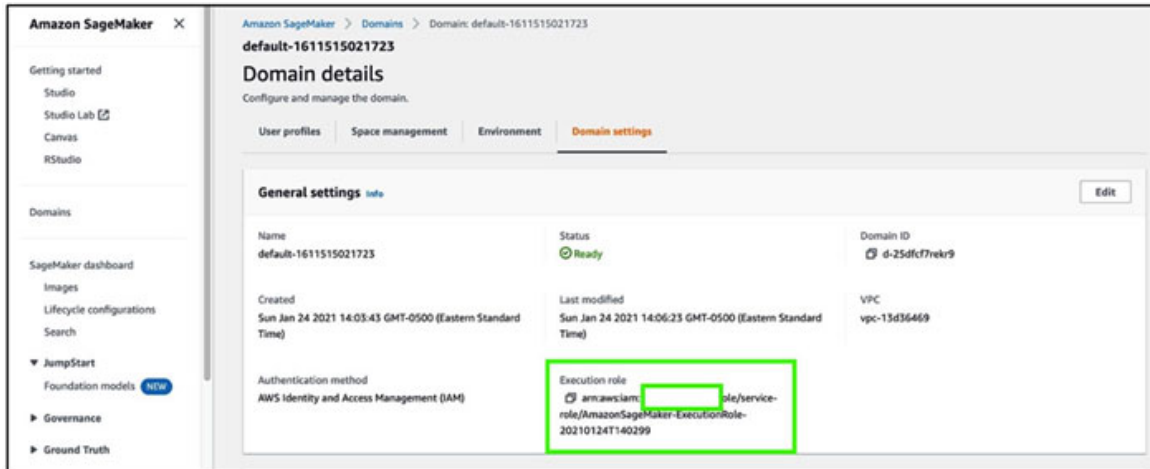 Amazon SageMaker ×
Getting started
Studio
Studio Lab
Canvas
RStudio
Domains
SageMaker dashboard
Images
Lifecycle configurations
Search
▼ JumpStart
Foundation models NEW
▶ Governance
▶ Ground Truth
Amazon SageMaker > Domains > Domain: default-1611515021723
default-1611515021723
Domain details
Configure and manage the domain.
User profiles Space management Environment Domain settings
General settings Info Edit
Name
default-1611515021723
Status
Ready
Domain ID
d-25dfcf7rekr9
Created
Sun Jan 24 2021 14:03:43 GMT-0500 (Eastern Standard
Time)
Last modified
Sun Jan 24 2021 14:06:23 GMT-0500 (Eastern Standard
Time)
VPC
vpc-13d36469
Authentication method
AWS Identity and Access Management (IAM)
Execution role
arn:aws:iam: ole/service-
role/AmazonSageMaker-ExecutionRole-
20210124T140299